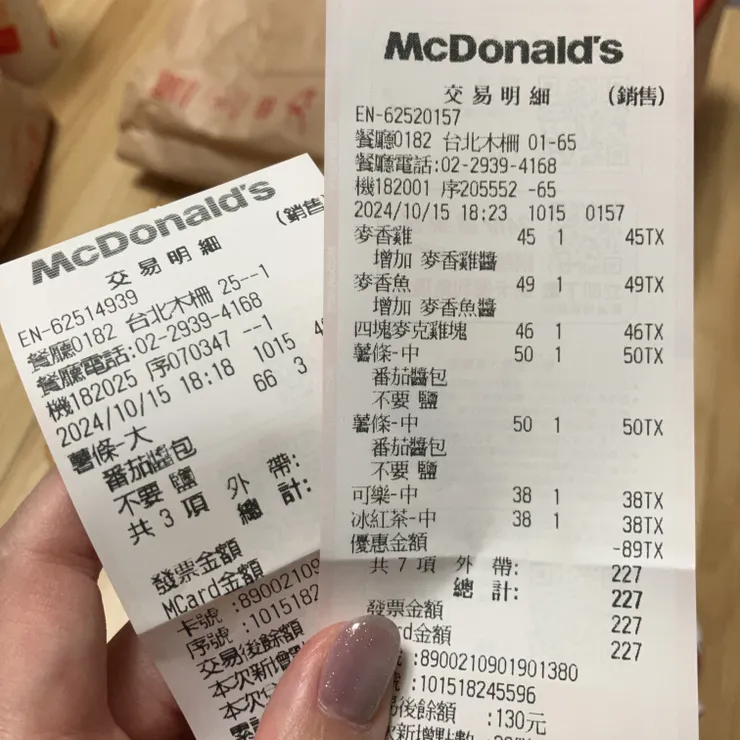 McDonald's
交易明細 (銷售)
EN-62520157
餐廳0182 台北木柵 01-65
餐廳電話:02-2939-4168
機182001 序205552 -65
2024/10/15 18:23 1015 0157
麥香雞 45 1 45TX
增加 麥香雞醬
麥香魚 49 1 49TX
增加 麥香魚醬
四塊麥克雞塊 46 1 46TX
薯條-中 50 1 50TX
番茄醬包
不要 鹽
薯條-中 50 1 50TX
番茄醬包
不要 鹽
可樂-中 38 1 38TX
冰紅茶-中 38 1 38TX
優惠金額 -89TX
共 7 項 外 帶: 227
總 計: 227
發票金額 227
rd金額 227
:8900210901901380
號 :101518245596
易後餘額 :130元
次新增點數
McDonald's
交易明細 (銷售
EN-62514939
餐廳0182 台北木柵 25--1
餐廳電話:02-2939-4168
機182025 序070347 --1
2024/10/15 18:18 1015
薯條-大 66 3
番茄醬包
不要 鹽
共 3 項 外 帶:
總 計:
發票金額
MCard金額
卡號 :89002109
序號 :1015182
交易後餘額
本次新增
本次